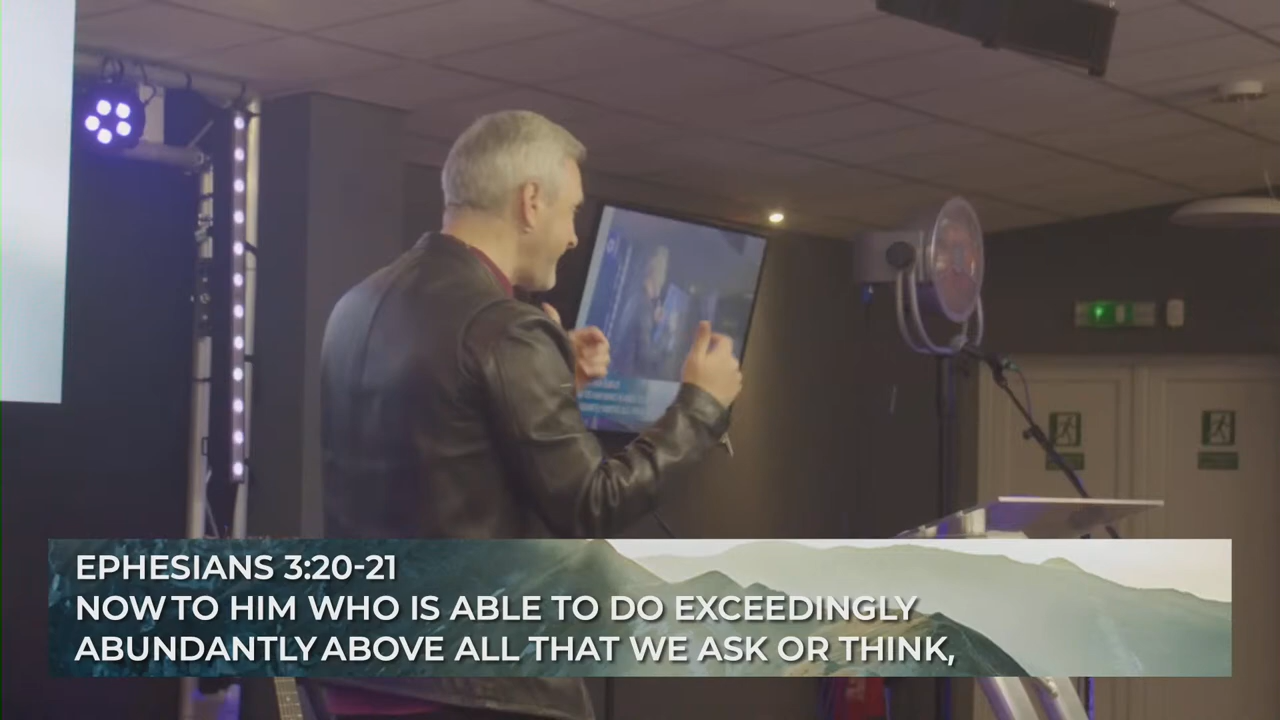 EPHESIANS 3:20-21
NOW TO HIM WHO IS ABLE TO DO EXCEEDINGLY
ABUNDANTLY ABOVE ALL THAT WE ASK OR THINK,